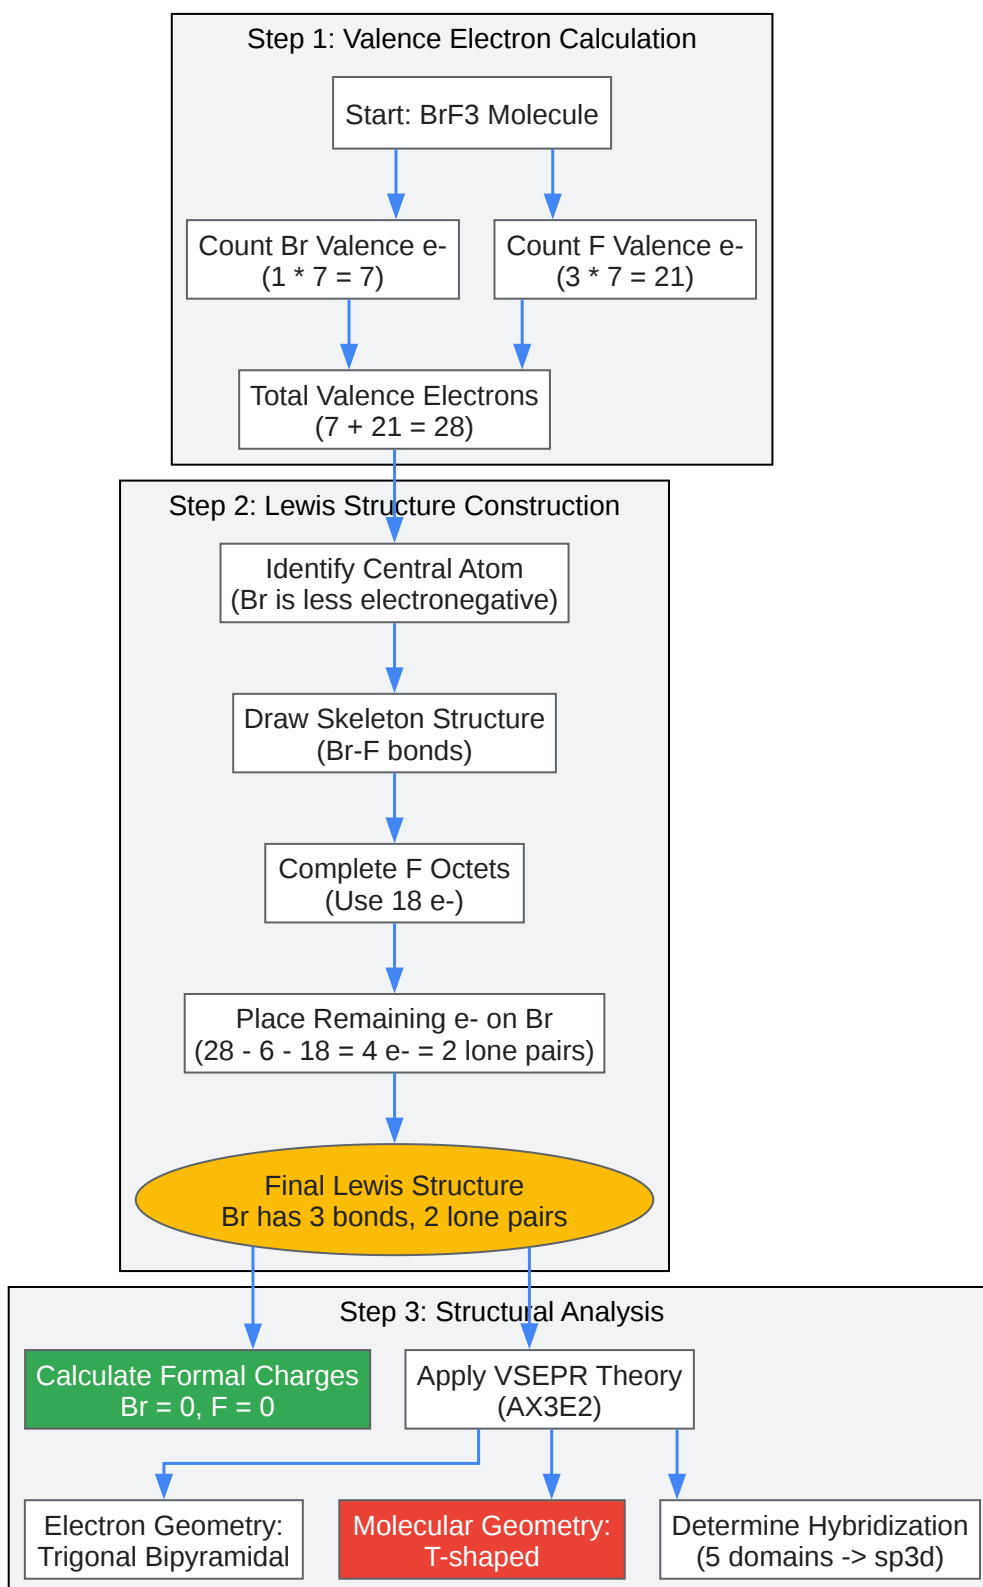 Step 1: Valence Electron Calculation
Start: BrF3 Molecule
Count Br Valence e-
(1 * 7 = 7)
Count F Valence e-
(3 * 7 = 21)
Total Valence Electrons
(7 + 21 = 28)
Step 2: Lewis Structure Construction
Identify Central Atom
(Br is less electronegative)
Draw Skeleton Structure
(Br-F bonds)
Complete F Octets
(Use 18 e-)
Place Remaining e- on Br
(28 - 6 - 18 = 4 e- = 2 lone pairs)
Final Lewis Structure
Br has 3 bonds, 2 lone pairs
Step 3: Structural Analysis
Calculate Formal Charges
Br = 0, F = 0
Apply VSEPR Theory
(AX3E2)
Electron Geometry:
Trigonal Bipyramidal
Molecular Geometry:
T-shaped
Determine Hybridization
(5 domains -> sp3d)